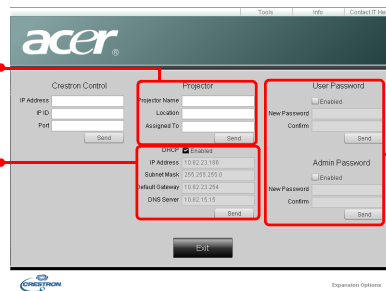 Tools Info Contact IT He
acer®
Crestron Control
IP Address
IP ID
Port
Send
Projector
Projector Name
Location
Assigned To
Send
DHCP Enabled
IP Address 10.82.23.188
Subnet Mask 255.255.255.0
Default Gateway 10.82.23.254
DNS Server 10.82.15.15
Send
User Password
Enabled
New Password
Confirm
Send
Admin Password
Enabled
New Password
Confirm
Send
Exit
CRESTRON
Expansion Options